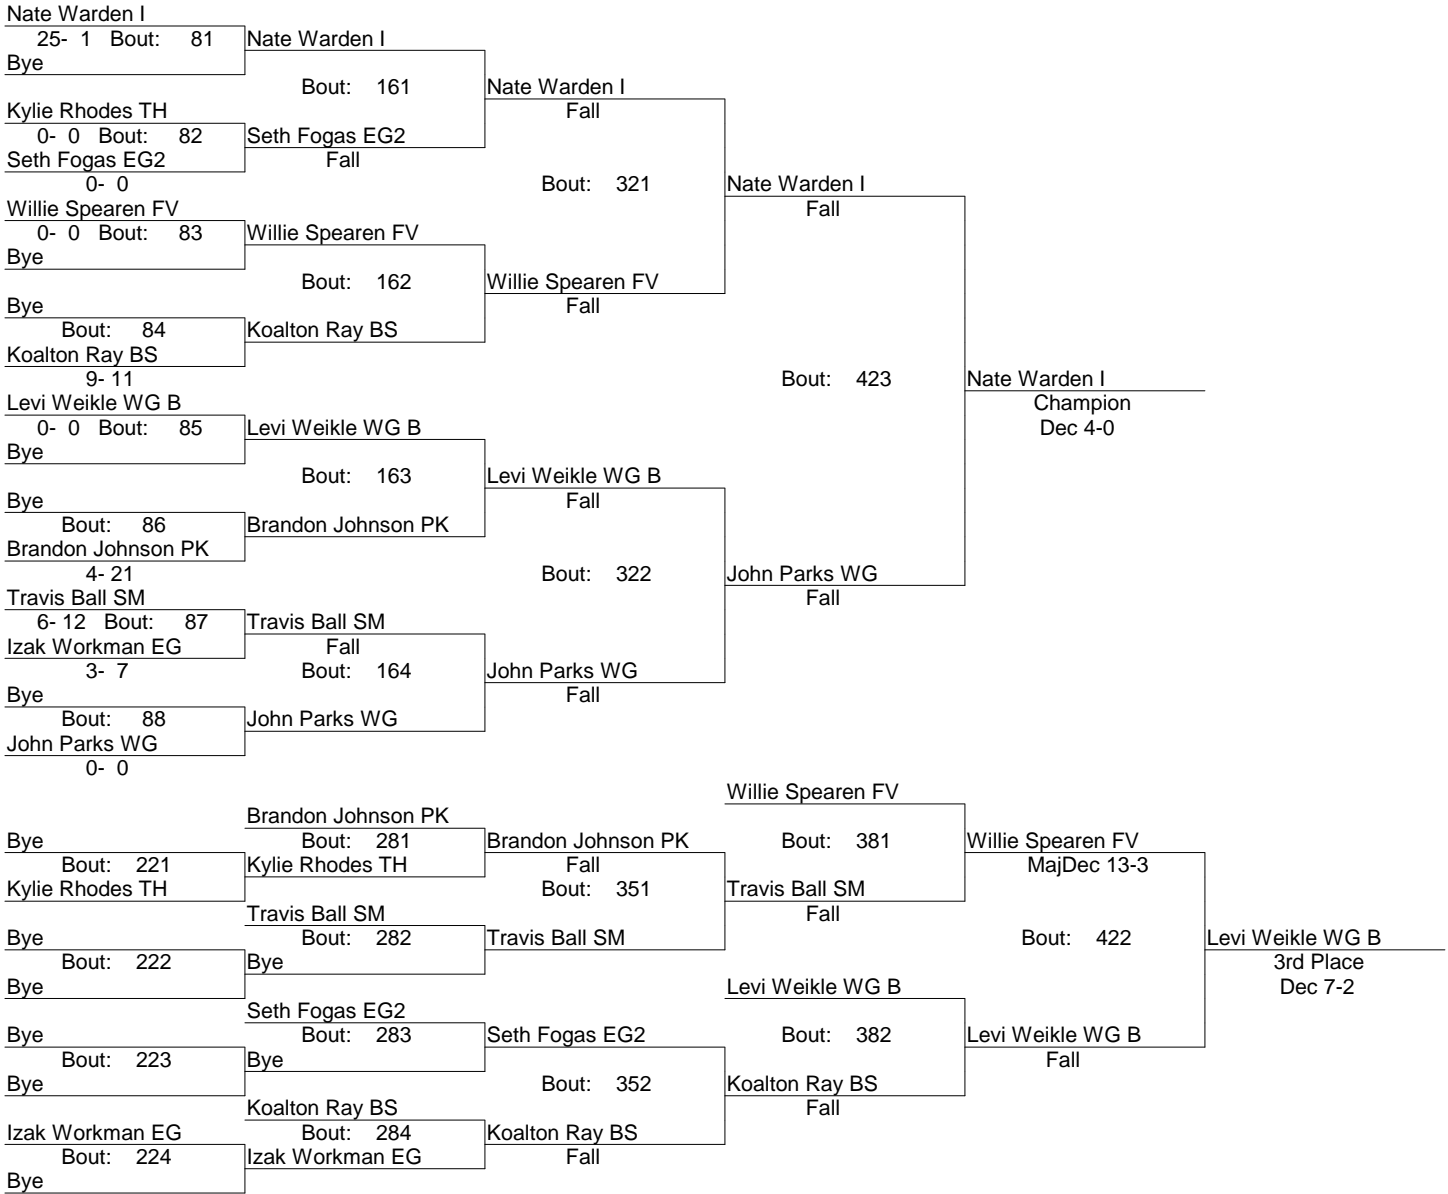 Nate Warden I
25- 1 Bout: 81 Nate Warden I
Bye
Bout: 161 Nate Warden I
Kylie Rhodes TH Fall
0- 0 Bout: 82 Seth Fogas EG2
Seth Fogas EG2 Fall
0- 0 Bout: 321 Nate Warden I
Willie Spearen FV Fall
0- 0 Bout: 83 Willie Spearen FV
Bye
Bout: 162 Willie Spearen FV
Bye Fall
Bout: 84 Koalton Ray BS
Koalton Ray BS
9- 11 Bout: 423 Nate Warden I
Levi Weikle WG B Champion
0- 0 Bout: 85 Levi Weikle WG B Dec 4-0
Bye
Bout: 163 Levi Weikle WG B
Bye Fall
Bout: 86 Brandon Johnson PK
Brandon Johnson PK
4- 21 Bout: 322 John Parks WG
Travis Ball SM Fall
6- 12 Bout: 87 Travis Ball SM
Izak Workman EG Fall
3- 7 Bout: 164 John Parks WG
Bye Fall
Bout: 88 John Parks WG
John Parks WG
0- 0
Willie Spearen FV
Brandon Johnson PK
Bye Bout: 281 Brandon Johnson PK Bout: 381 Willie Spearen FV
Bout: 221 Kylie Rhodes TH Fall MajDec 13-3
Kylie Rhodes TH Bout: 351 Travis Ball SM
Travis Ball SM Fall
Bye Bout: 282 Travis Ball SM Bout: 422 Levi Weikle WG B
Bout: 222 Bye 3rd Place
Bye Levi Weikle WG B Dec 7-2
Seth Fogas EG2
Bye Bout: 283 Seth Fogas EG2 Bout: 382 Levi Weikle WG B
Bout: 223 Bye Fall
Bye Bout: 352 Koalton Ray BS
Koalton Ray BS Fall
Izak Workman EG Bout: 284 Koalton Ray BS
Bout: 224 Izak Workman EG Fall
Bye